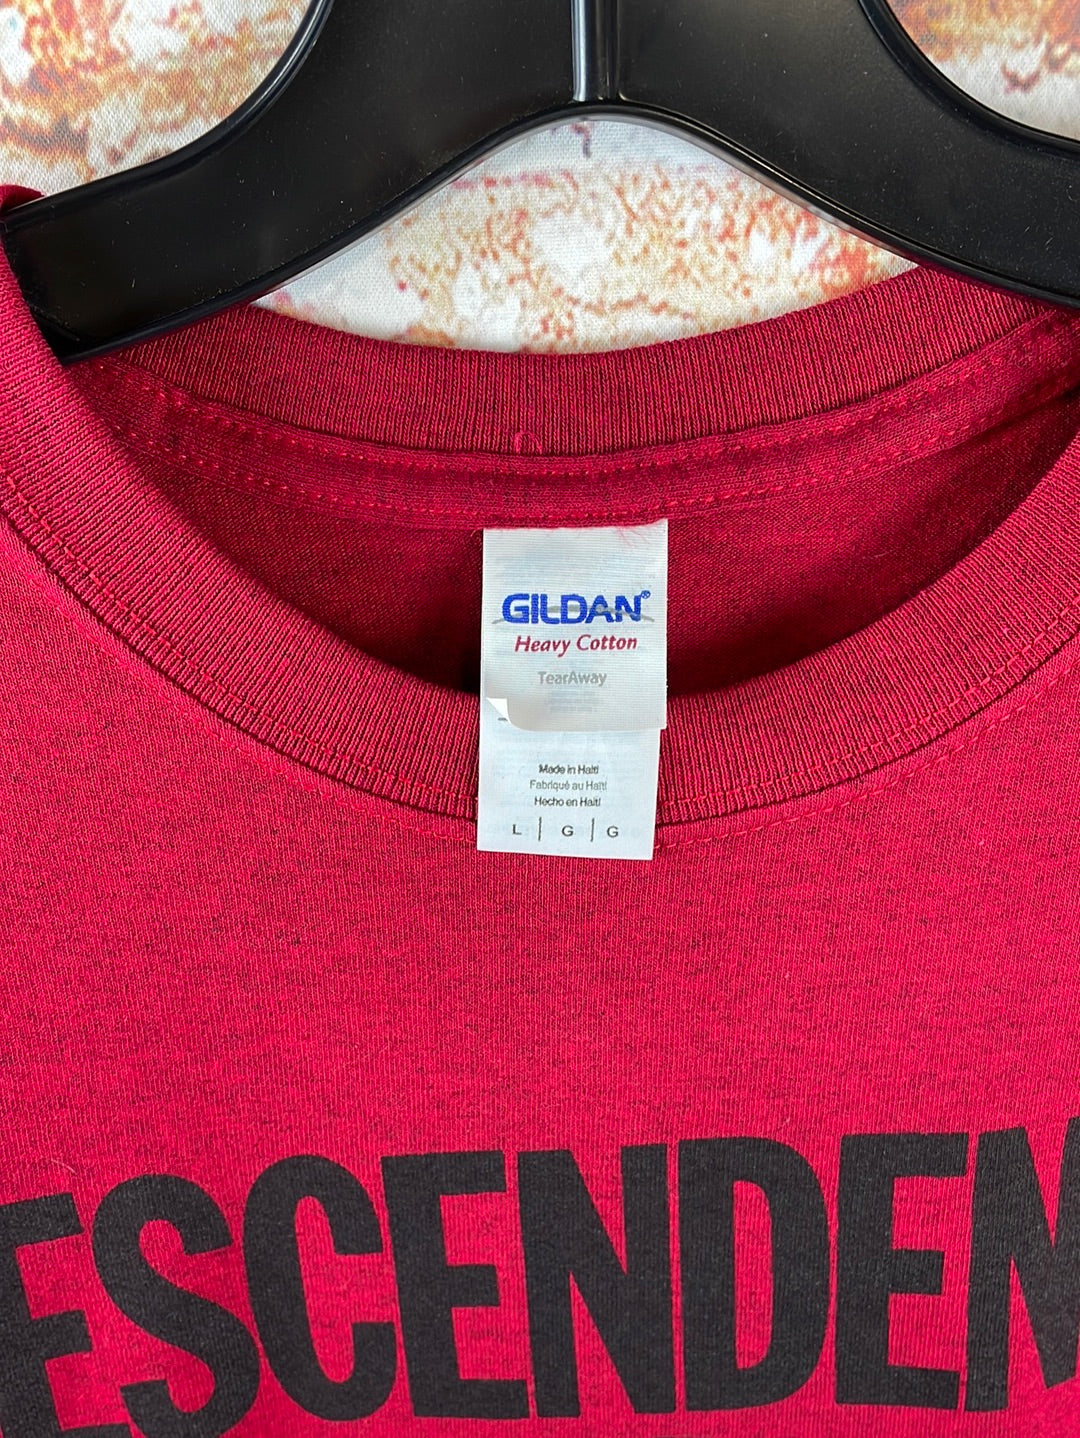 GILDAN®
Heavy Cotton
TearAway
Made in Haiti
Fabriqué au Haïti
Hecho en Haití
L | G | G
ESCENDEN